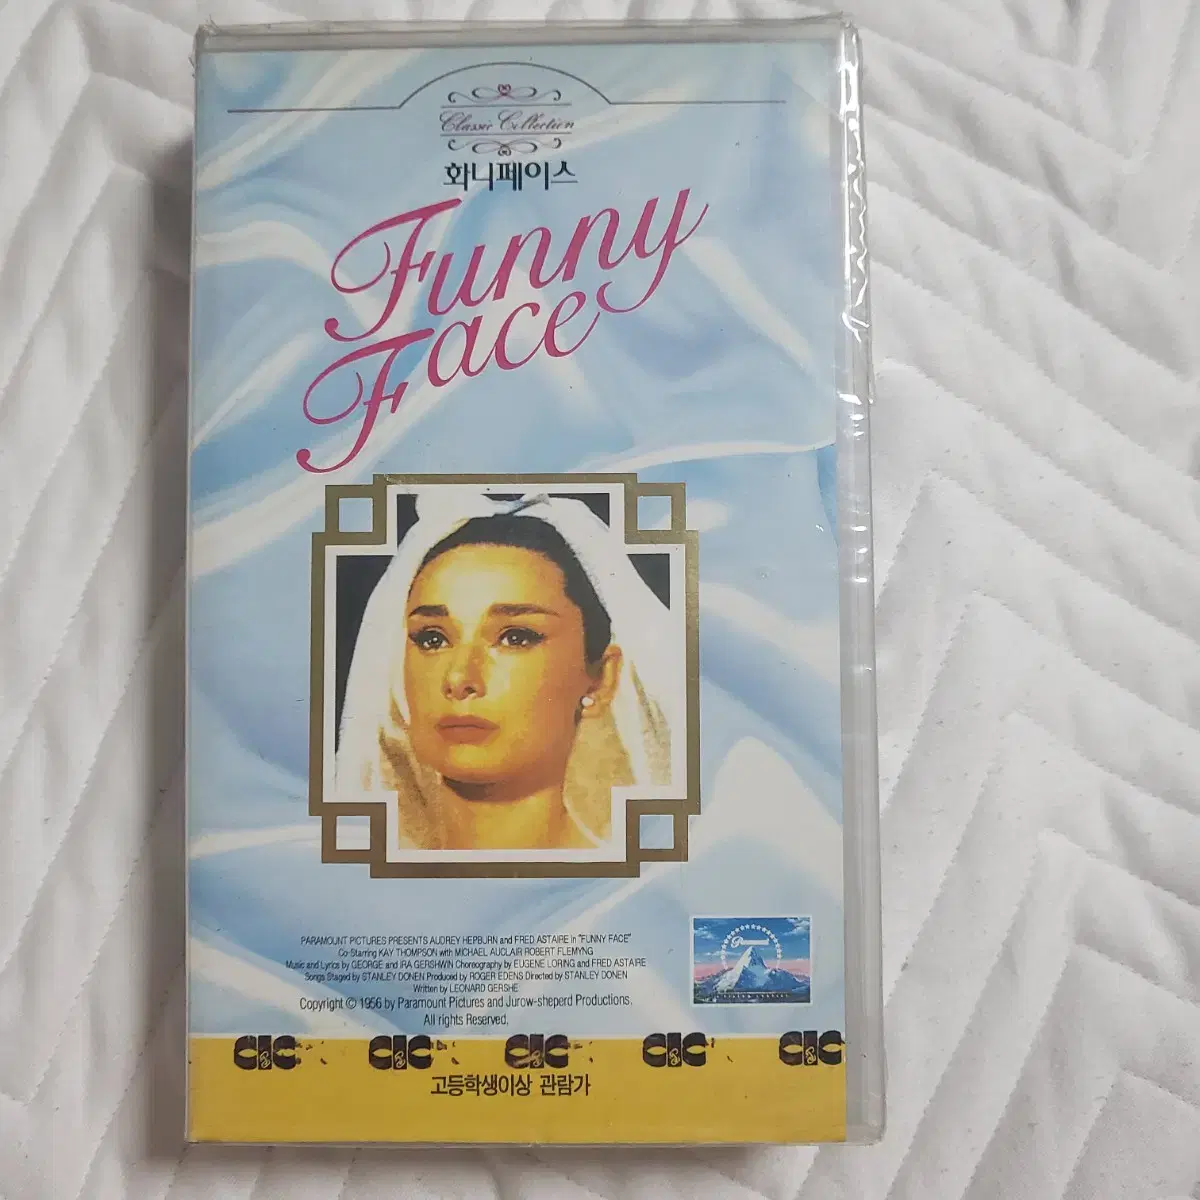 Classic Collection
화니페이스
Funny
Face
PARAMOUNT PICTURES PRESENTS AUDREY HEPBURN and FRED ASTAIRE in "FUNNY FACE"
Co-Starring KAY THOMPSON with MICHAEL AUCLAIR ROBERT FLEMYNG
Music and Lyrics by GEORGE and IRA GERSHWIN Choreography by EUGENE LORING and FRED ASTAIRE
Songs Staged by STANLEY DONEN Produced by ROGER EDENS Directed by STANLEY DONEN
Written by LEONARD GERSHE
Copyright © 1956 by Paramount Pictures and Jurow-sheperd Productions.
All rights Reserved.
Paramount
CIC CIC CIC CIC CIC
고등학생이상 관람가